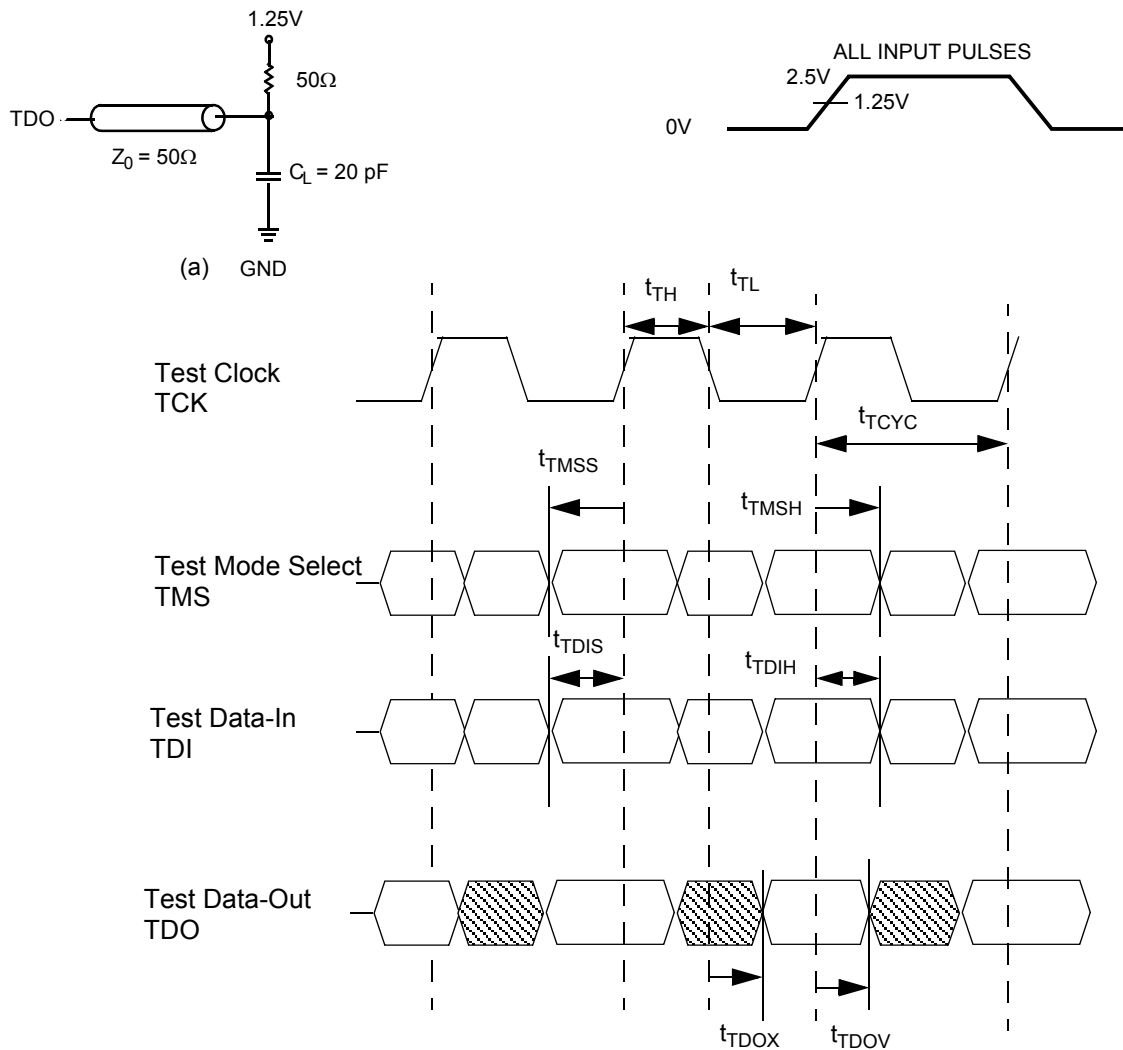 1.25V
50Ω
TDO
Z0 = 50Ω
CL = 20 pF
(a) GND
ALL INPUT PULSES
2.5V
1.25V
0V
tTH
tTL
Test Clock
TCK
tTCYC
tTMSS
tTMSH
Test Mode Select
TMS
tTDIS
tTDIH
Test Data-In
TDI
Test Data-Out
TDO
tTDOX
tTDOV